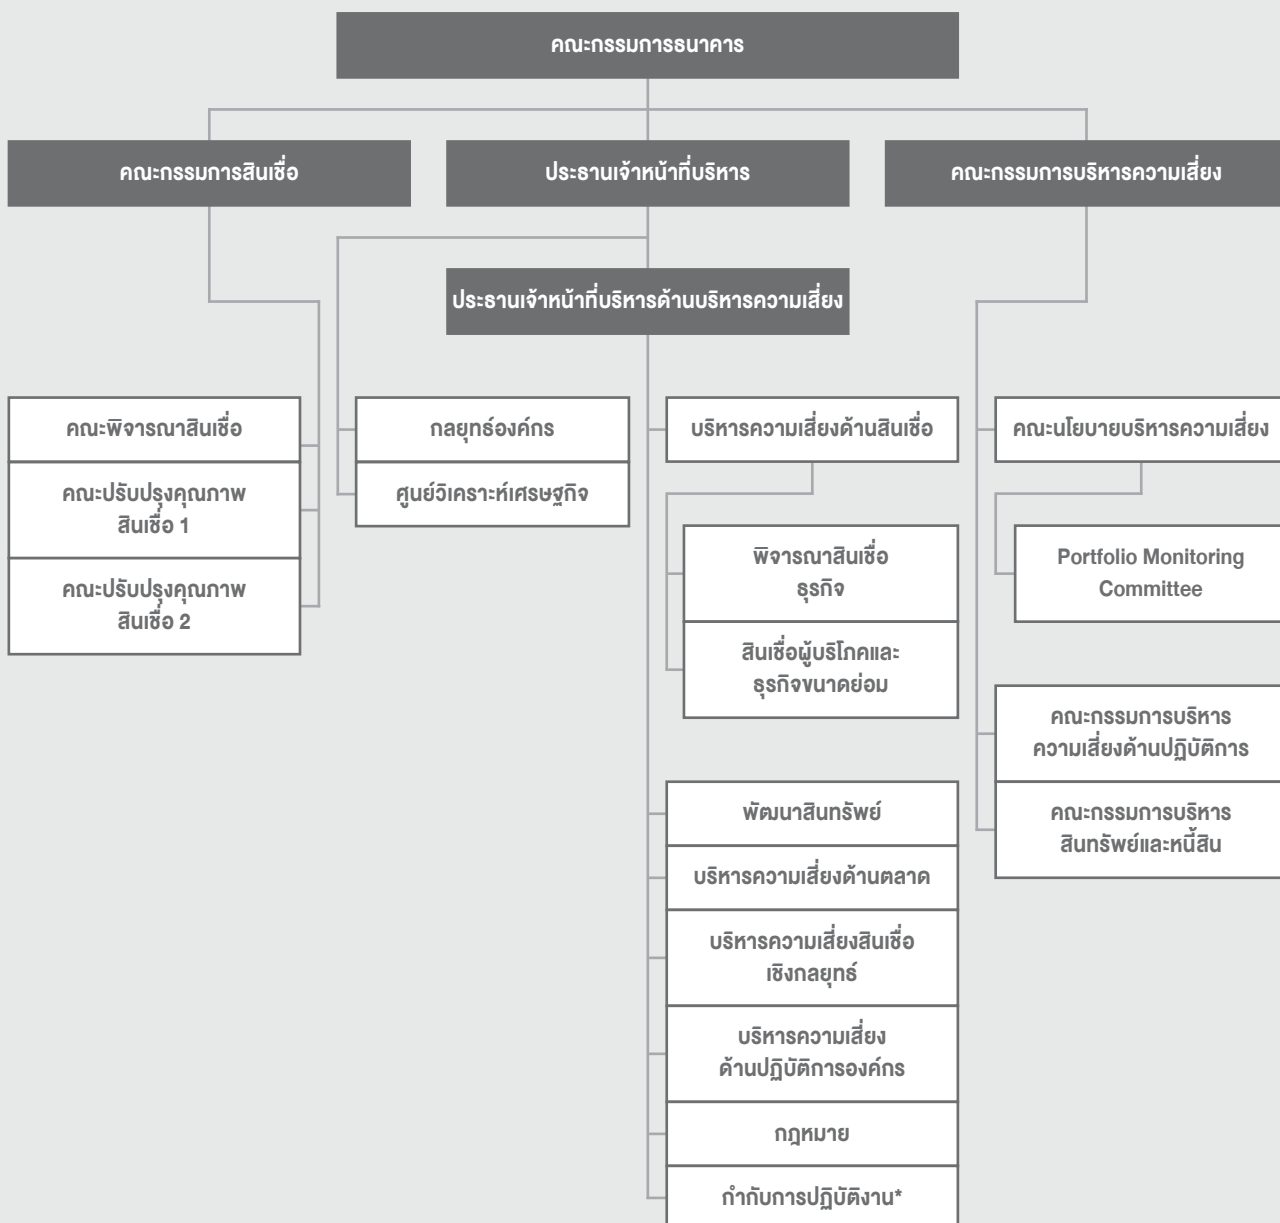 คณะกรรมการธนาคาร
คณะกรรมการสินเชื่อ
ประธานเจ้าหน้าที่บริหาร
คณะกรรมการบริหารความเสี่ยง
ประธานเจ้าหน้าที่บริหารด้านบริหารความเสี่ยง
คณะพิจารณาสินเชื่อ
คณะปรับปรุงคุณภาพ
สินเชื่อ 1
คณะปรับปรุงคุณภาพ
สินเชื่อ 2
กลยุทธ์องค์กร
ศูนย์วิเคราะห์เศรษฐกิจ
บริหารความเสี่ยงด้านสินเชื่อ
พิจารณาสินเชื่อ
ธุรกิจ
สินเชื่อผู้บริโภคและ
ธุรกิจขนาดย่อม
พัฒนาสินทรัพย์
บริหารความเสี่ยงด้านตลาด
บริหารความเสี่ยงสินเชื่อ
เชิงกลยุทธ์
บริหารความเสี่ยง
ด้านปฏิบัติการองค์กร
กฎหมาย
กำกับการปฏิบัติงาน*
คณะนโยบายบริหารความเสี่ยง
Portfolio Monitoring
Committee
คณะกรรมการบริหาร
ความเสี่ยงด้านปฏิบัติการ
คณะกรรมการบริหาร
สินทรัพย์และหนี้สิน